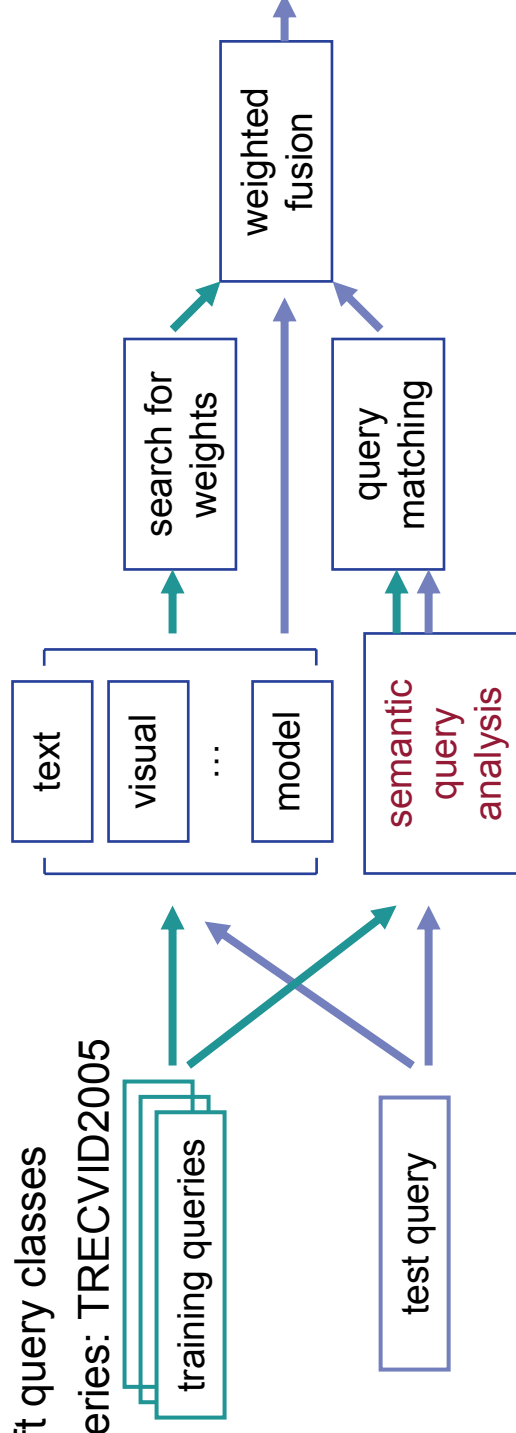 ft query classes
eries: TRECVID2005
training queries
test query
text
visual
...
model
semantic
query
analysis
search for
weights
query
matching
weighted
fusion